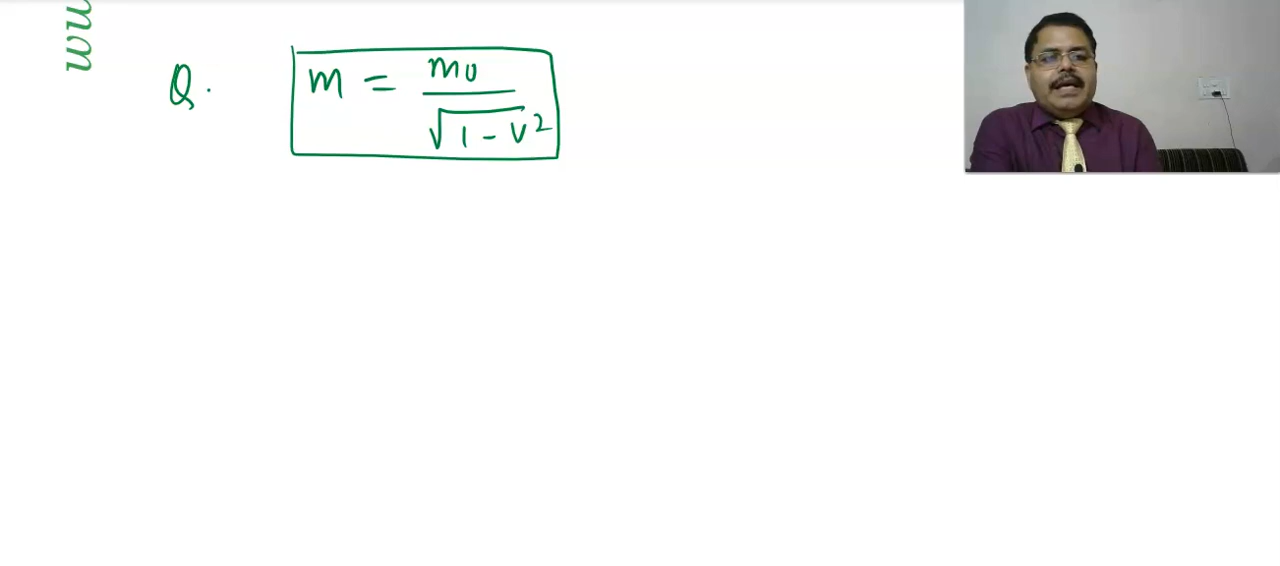 Q. m = m0 / √1 - v²